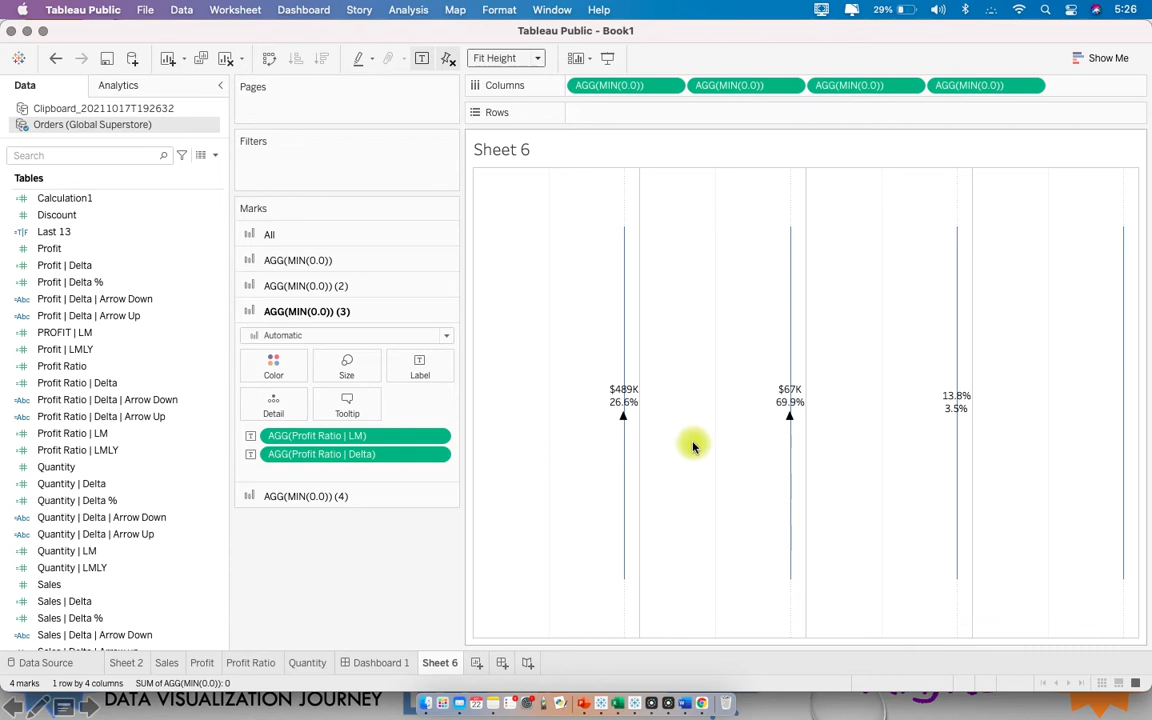 Tableau Public File Data Worksheet Dashboard Story Analysis Map Format Window Help 29% 5:26
Tableau Public - Book1
Fit Height Show Me
Data Analytics Pages Columns AGG(MIN(0.0)) AGG(MIN(0.0)) AGG(MIN(0.0)) AGG(MIN(0.0))
Clipboard_20211017T192632
Orders (Global Superstore)
Rows
Filters
Sheet 6
Search
Tables
Calculation1
Discount
Last 13
Profit
Profit | Delta
Profit | Delta %
Profit | Delta | Arrow Down
Profit | Delta | Arrow Up
PROFIT | LM
Profit | LMLY
Profit Ratio
Profit Ratio | Delta
Profit Ratio | Delta | Arrow Down
Profit Ratio | Delta | Arrow Up
Profit Ratio | LM
Profit Ratio | LMLY
Quantity
Quantity | Delta
Quantity | Delta %
Quantity | Delta | Arrow Down
Quantity | Delta | Arrow Up
Quantity | LM
Quantity | LMLY
Sales
Sales | Delta
Sales | Delta %
Sales | Delta | Arrow Down
Marks
All
AGG(MIN(0.0))
AGG(MIN(0.0)) (2)
AGG(MIN(0.0)) (3)
Automatic
Color Size Label
Detail Tooltip
AGG(Profit Ratio | LM)
AGG(Profit Ratio | Delta)
AGG(MIN(0.0)) (4)
$489K
26.6%
$67K
69.9%
13.8%
3.5%
Data Source Sheet 2 Sales Profit Profit Ratio Quantity Dashboard 1 Sheet 6
4 marks 1 row by 4 columns SUM of AGG(MIN(0.0)): 0
DATA VISUALIZATION JOURNEY